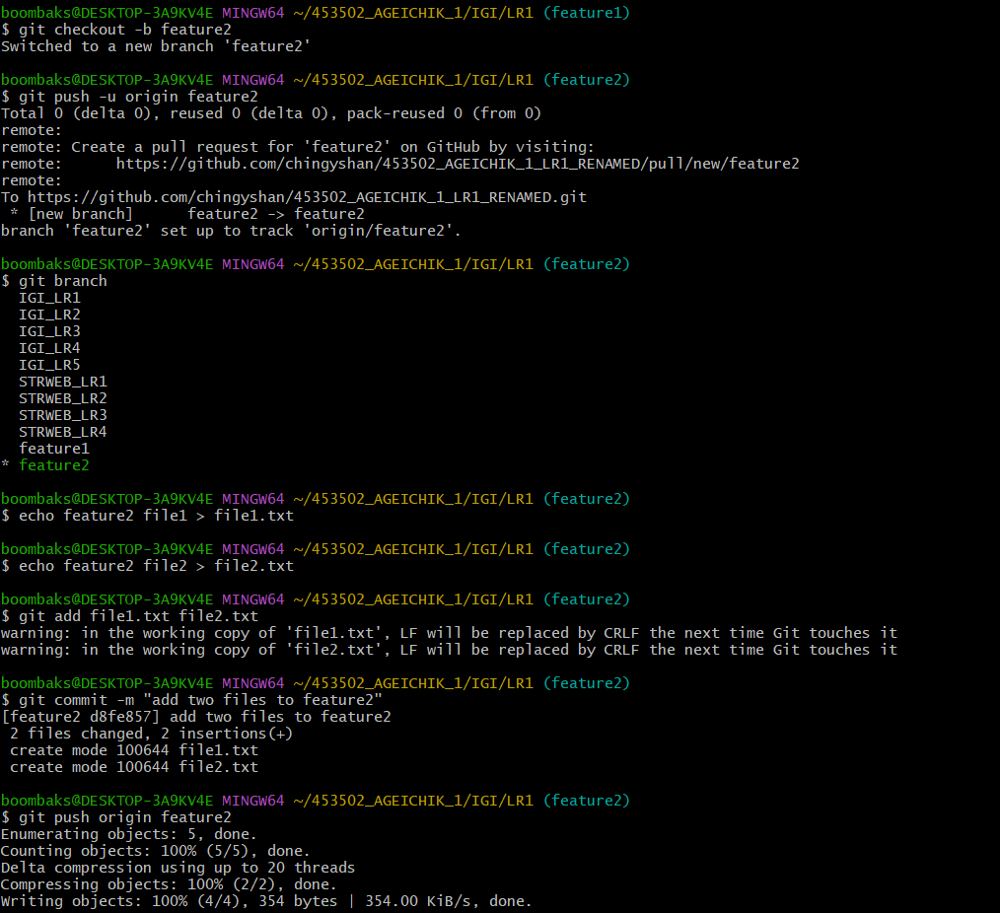 boombaks@DESKTOP-3A9KV4E MINGW64 ~/453502_AGEICHIK_1/IGI/LR1 (feature1)
$ git checkout -b feature2
Switched to a new branch 'feature2'

boombaks@DESKTOP-3A9KV4E MINGW64 ~/453502_AGEICHIK_1/IGI/LR1 (feature2)
$ git push -u origin feature2
Total 0 (delta 0), reused 0 (delta 0), pack-reused 0 (from 0)
remote:
remote: Create a pull request for 'feature2' on GitHub by visiting:
remote:      https://github.com/chingyshan/453502_AGEICHIK_1_LR1_RENAMED/pull/new/feature2
remote:
To https://github.com/chingyshan/453502_AGEICHIK_1_LR1_RENAMED.git
 * [new branch]      feature2 -> feature2
branch 'feature2' set up to track 'origin/feature2'.

boombaks@DESKTOP-3A9KV4E MINGW64 ~/453502_AGEICHIK_1/IGI/LR1 (feature2)
$ git branch
  IGI_LR1
  IGI_LR2
  IGI_LR3
  IGI_LR4
  IGI_LR5
  STRWEB_LR1
  STRWEB_LR2
  STRWEB_LR3
  STRWEB_LR4
  feature1
* feature2

boombaks@DESKTOP-3A9KV4E MINGW64 ~/453502_AGEICHIK_1/IGI/LR1 (feature2)
$ echo feature2 file1 > file1.txt

boombaks@DESKTOP-3A9KV4E MINGW64 ~/453502_AGEICHIK_1/IGI/LR1 (feature2)
$ echo feature2 file2 > file2.txt

boombaks@DESKTOP-3A9KV4E MINGW64 ~/453502_AGEICHIK_1/IGI/LR1 (feature2)
$ git add file1.txt file2.txt
warning: in the working copy of 'file1.txt', LF will be replaced by CRLF the next time Git touches it
warning: in the working copy of 'file2.txt', LF will be replaced by CRLF the next time Git touches it

boombaks@DESKTOP-3A9KV4E MINGW64 ~/453502_AGEICHIK_1/IGI/LR1 (feature2)
$ git commit -m "add two files to feature2"
[feature2 d8fe857] add two files to feature2
 2 files changed, 2 insertions(+)
 create mode 100644 file1.txt
 create mode 100644 file2.txt

boombaks@DESKTOP-3A9KV4E MINGW64 ~/453502_AGEICHIK_1/IGI/LR1 (feature2)
$ git push origin feature2
Enumerating objects: 5, done.
Counting objects: 100% (5/5), done.
Delta compression using up to 20 threads
Compressing objects: 100% (2/2), done.
Writing objects: 100% (4/4), 354 bytes | 354.00 KiB/s, done.